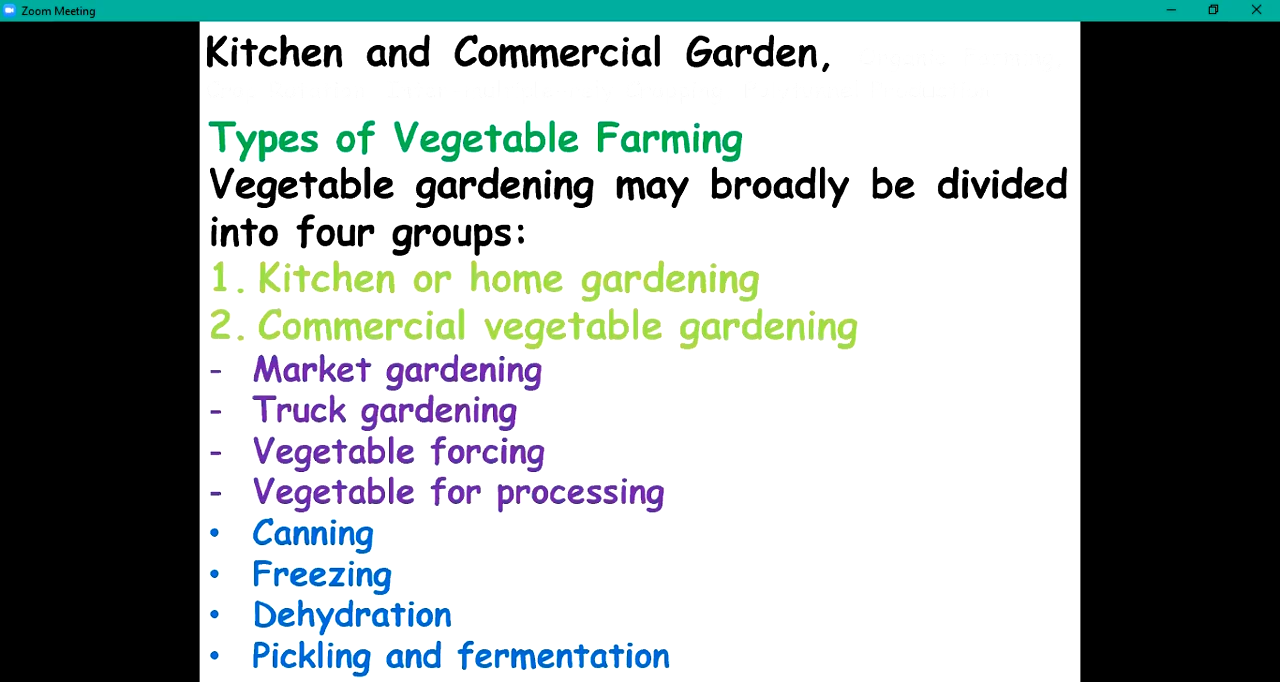 Zoom Meeting
Kitchen and Commercial Garden,
Types of Vegetable Farming
Vegetable gardening may broadly be divided
into four groups:
1. Kitchen or home gardening
2. Commercial vegetable gardening
- Market gardening
- Truck gardening
- Vegetable forcing
- Vegetable for processing
• Canning
• Freezing
• Dehydration
• Pickling and fermentation